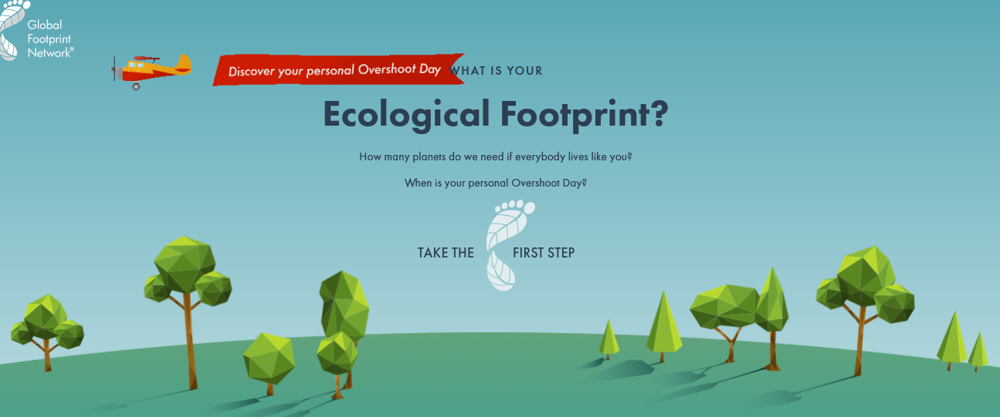 Global
Footprint
Network®
Discover your personal Overshoot Day
WHAT IS YOUR
Ecological Footprint?
How many planets do we need if everybody lives like you?
When is your personal Overshoot Day?
TAKE THE FIRST STEP